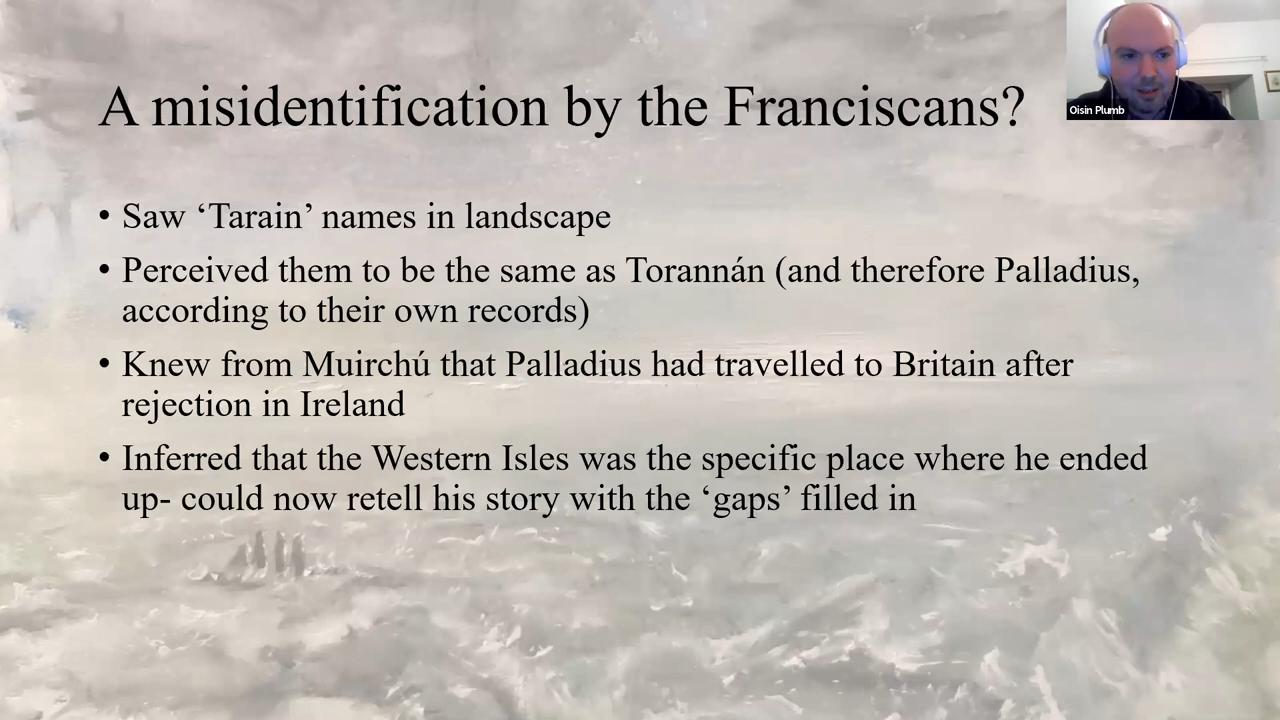 A misidentification by the Franciscans?
Oisin Plumb
• Saw ‘Tarain’ names in landscape
• Perceived them to be the same as Torannán (and therefore Palladius,
according to their own records)
• Knew from Muirchú that Palladius had travelled to Britain after
rejection in Ireland
• Inferred that the Western Isles was the specific place where he ended
up- could now retell his story with the ‘gaps’ filled in